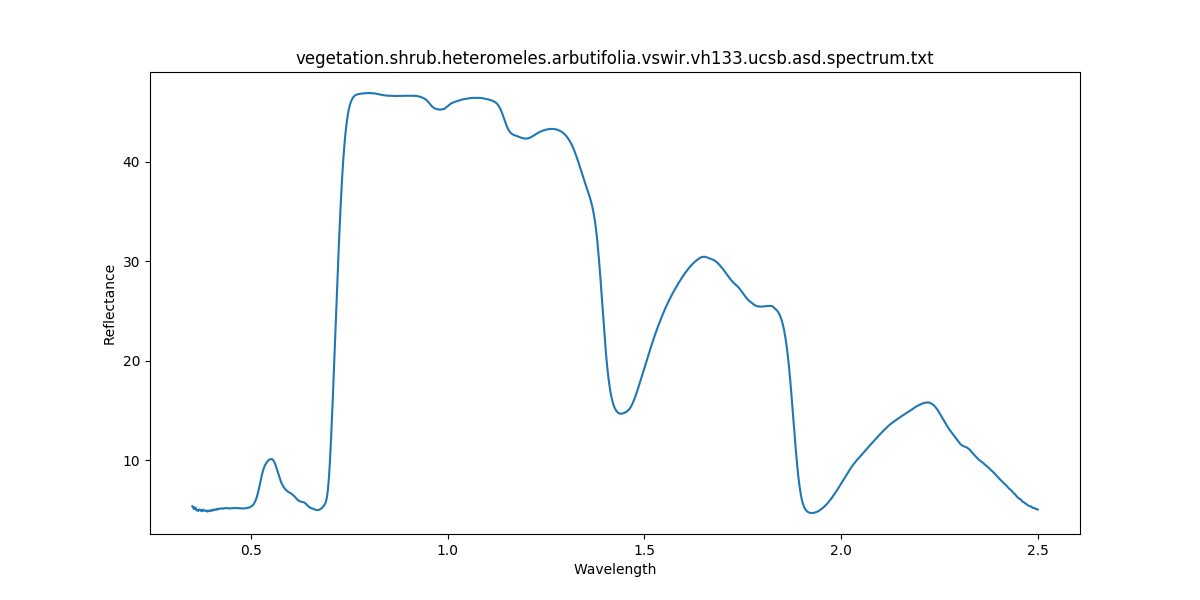 vegetation.shrub.heteromeles.arbutifolia.vswir.vh133.ucsb.asd.spectrum.txt
Reflectance
40
30
20
10
0.5 1.0 1.5 2.0 2.5
Wavelength